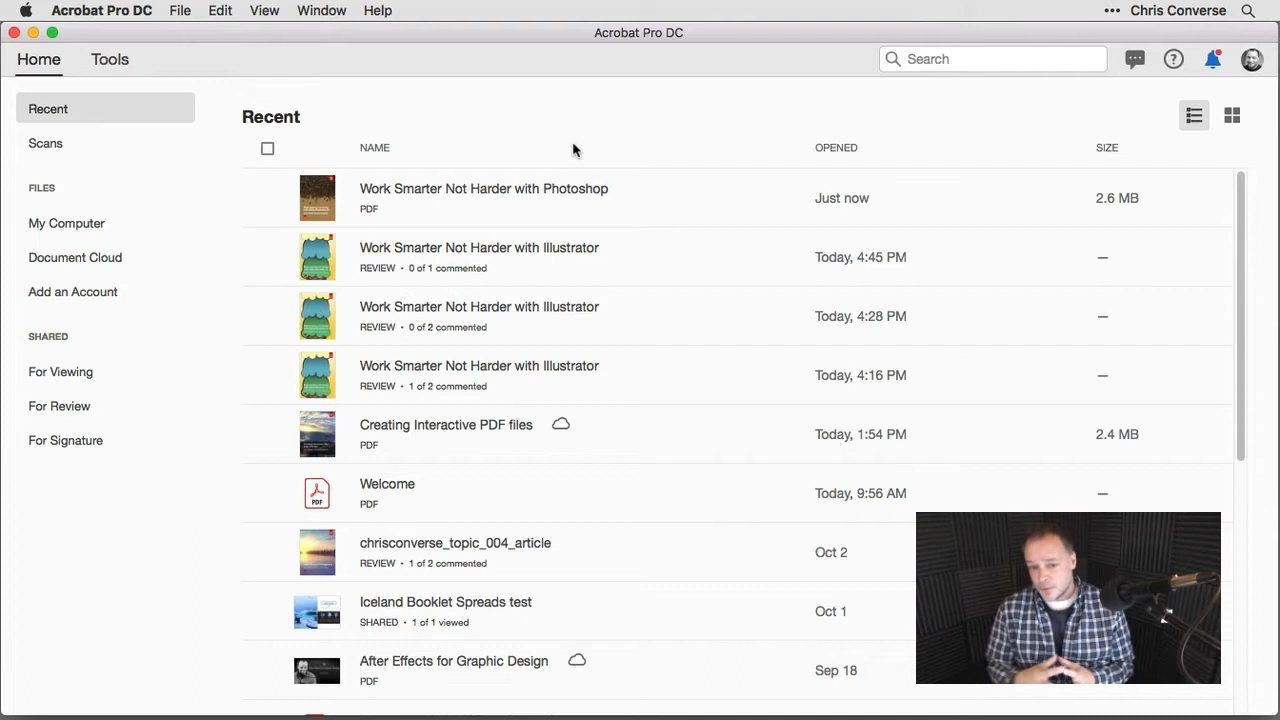 Acrobat Pro DC File Edit View Window Help Chris Converse
Acrobat Pro DC
Home Tools Search
Recent
Scans
FILES
My Computer
Document Cloud
Add an Account
SHARED
For Viewing
For Review
For Signature
Recent
NAME OPENED SIZE
Work Smarter Not Harder with Photoshop
PDF
Just now 2.6 MB
Work Smarter Not Harder with Illustrator
REVIEW • 0 of 1 commented
Today, 4:45 PM —
Work Smarter Not Harder with Illustrator
REVIEW • 0 of 2 commented
Today, 4:28 PM —
Work Smarter Not Harder with Illustrator
REVIEW • 1 of 2 commented
Today, 4:16 PM —
Creating Interactive PDF files
PDF
Today, 1:54 PM 2.4 MB
PDF
Welcome
PDF
Today, 9:56 AM —
chrisconverse_topic_004_article
REVIEW • 1 of 2 commented
Oct 2
Iceland Booklet Spreads test
SHARED • 1 of 1 viewed
Oct 1
After Effects for Graphic Design
PDF
Sep 18